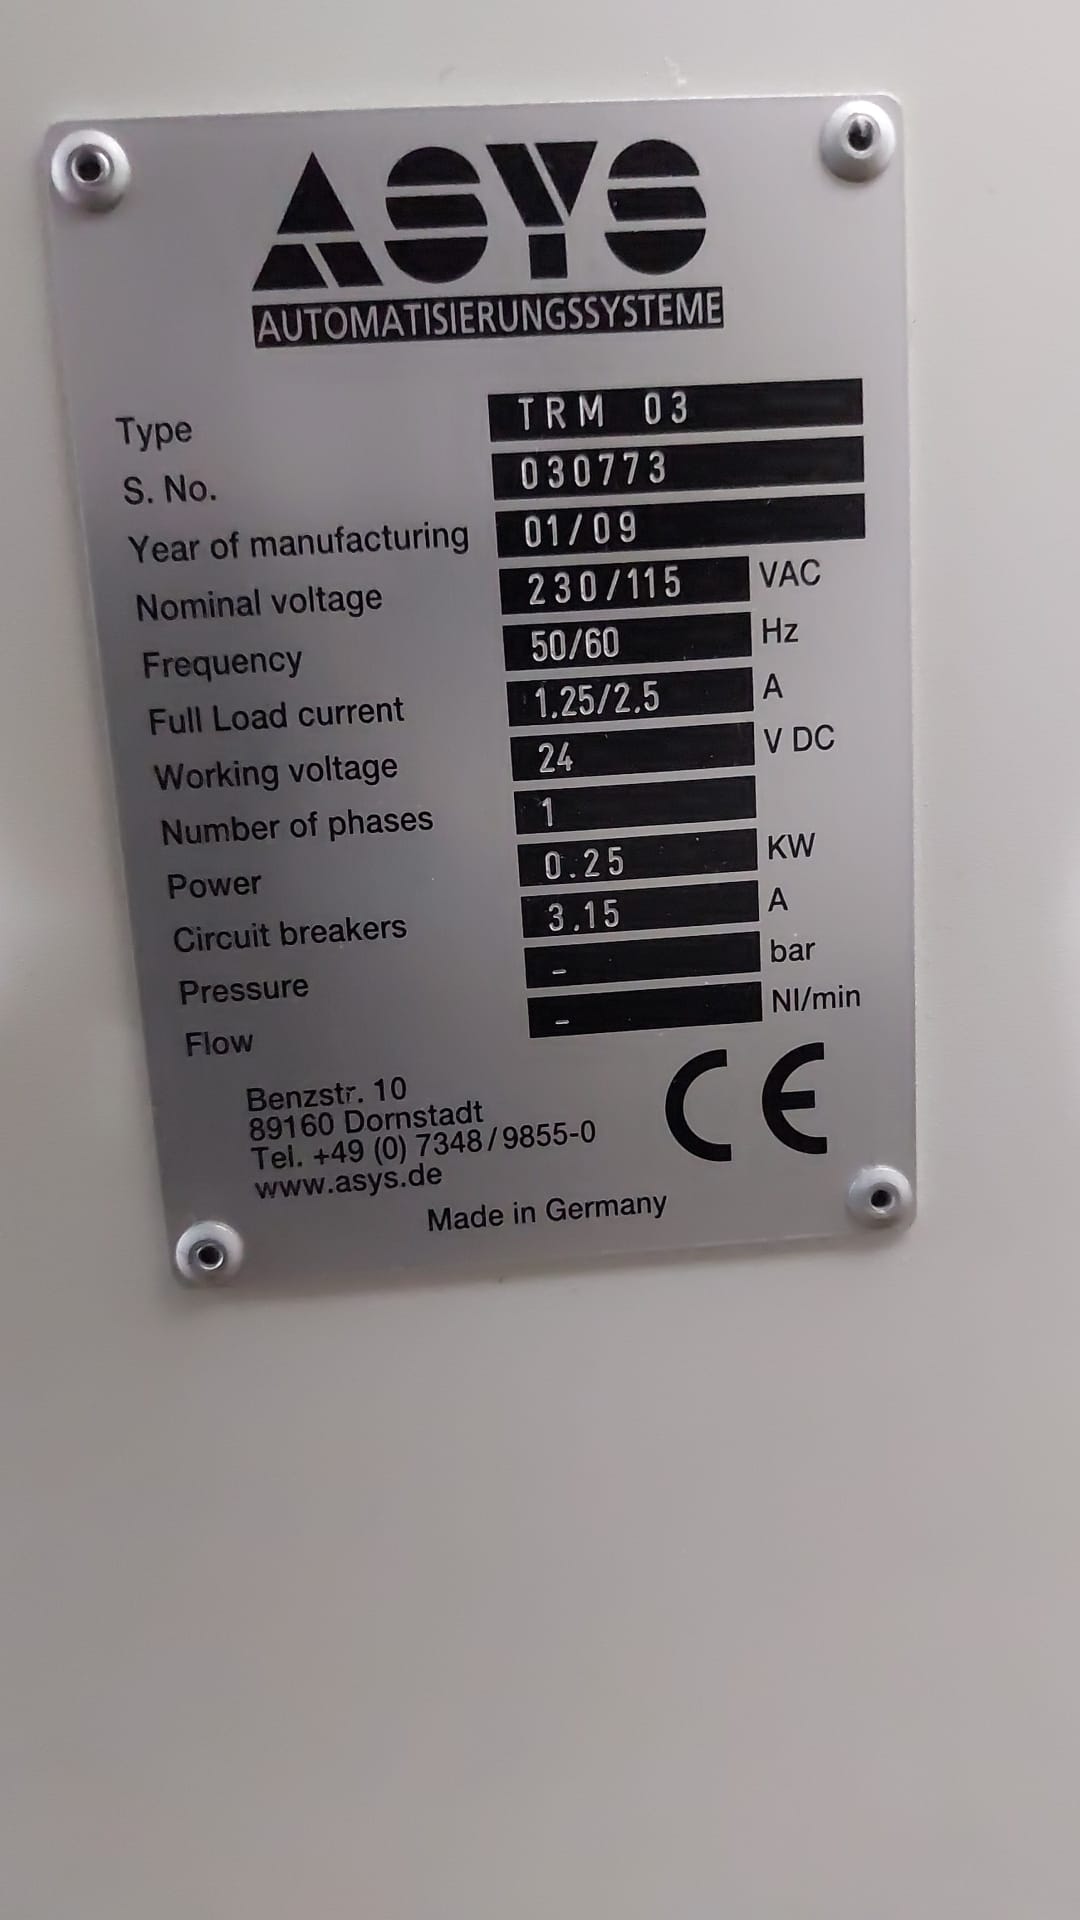 ASYS
AUTOMATISIERUNGSSYSTEME
Type TRM 03
S. No. 030773
Year of manufacturing 01/09
Nominal voltage 230/115 VAC
Frequency 50/60 Hz
Full Load current 1.25/2.5 A
Working voltage 24 V DC
Number of phases 1
Power 0.25 KW
Circuit breakers 3.15 A
Pressure - bar
Flow - Nl/min
Benzstr. 10
89160 Dornstadt
Tel. +49 (0) 7348/9855-0
www.asys.de
CE
Made in Germany